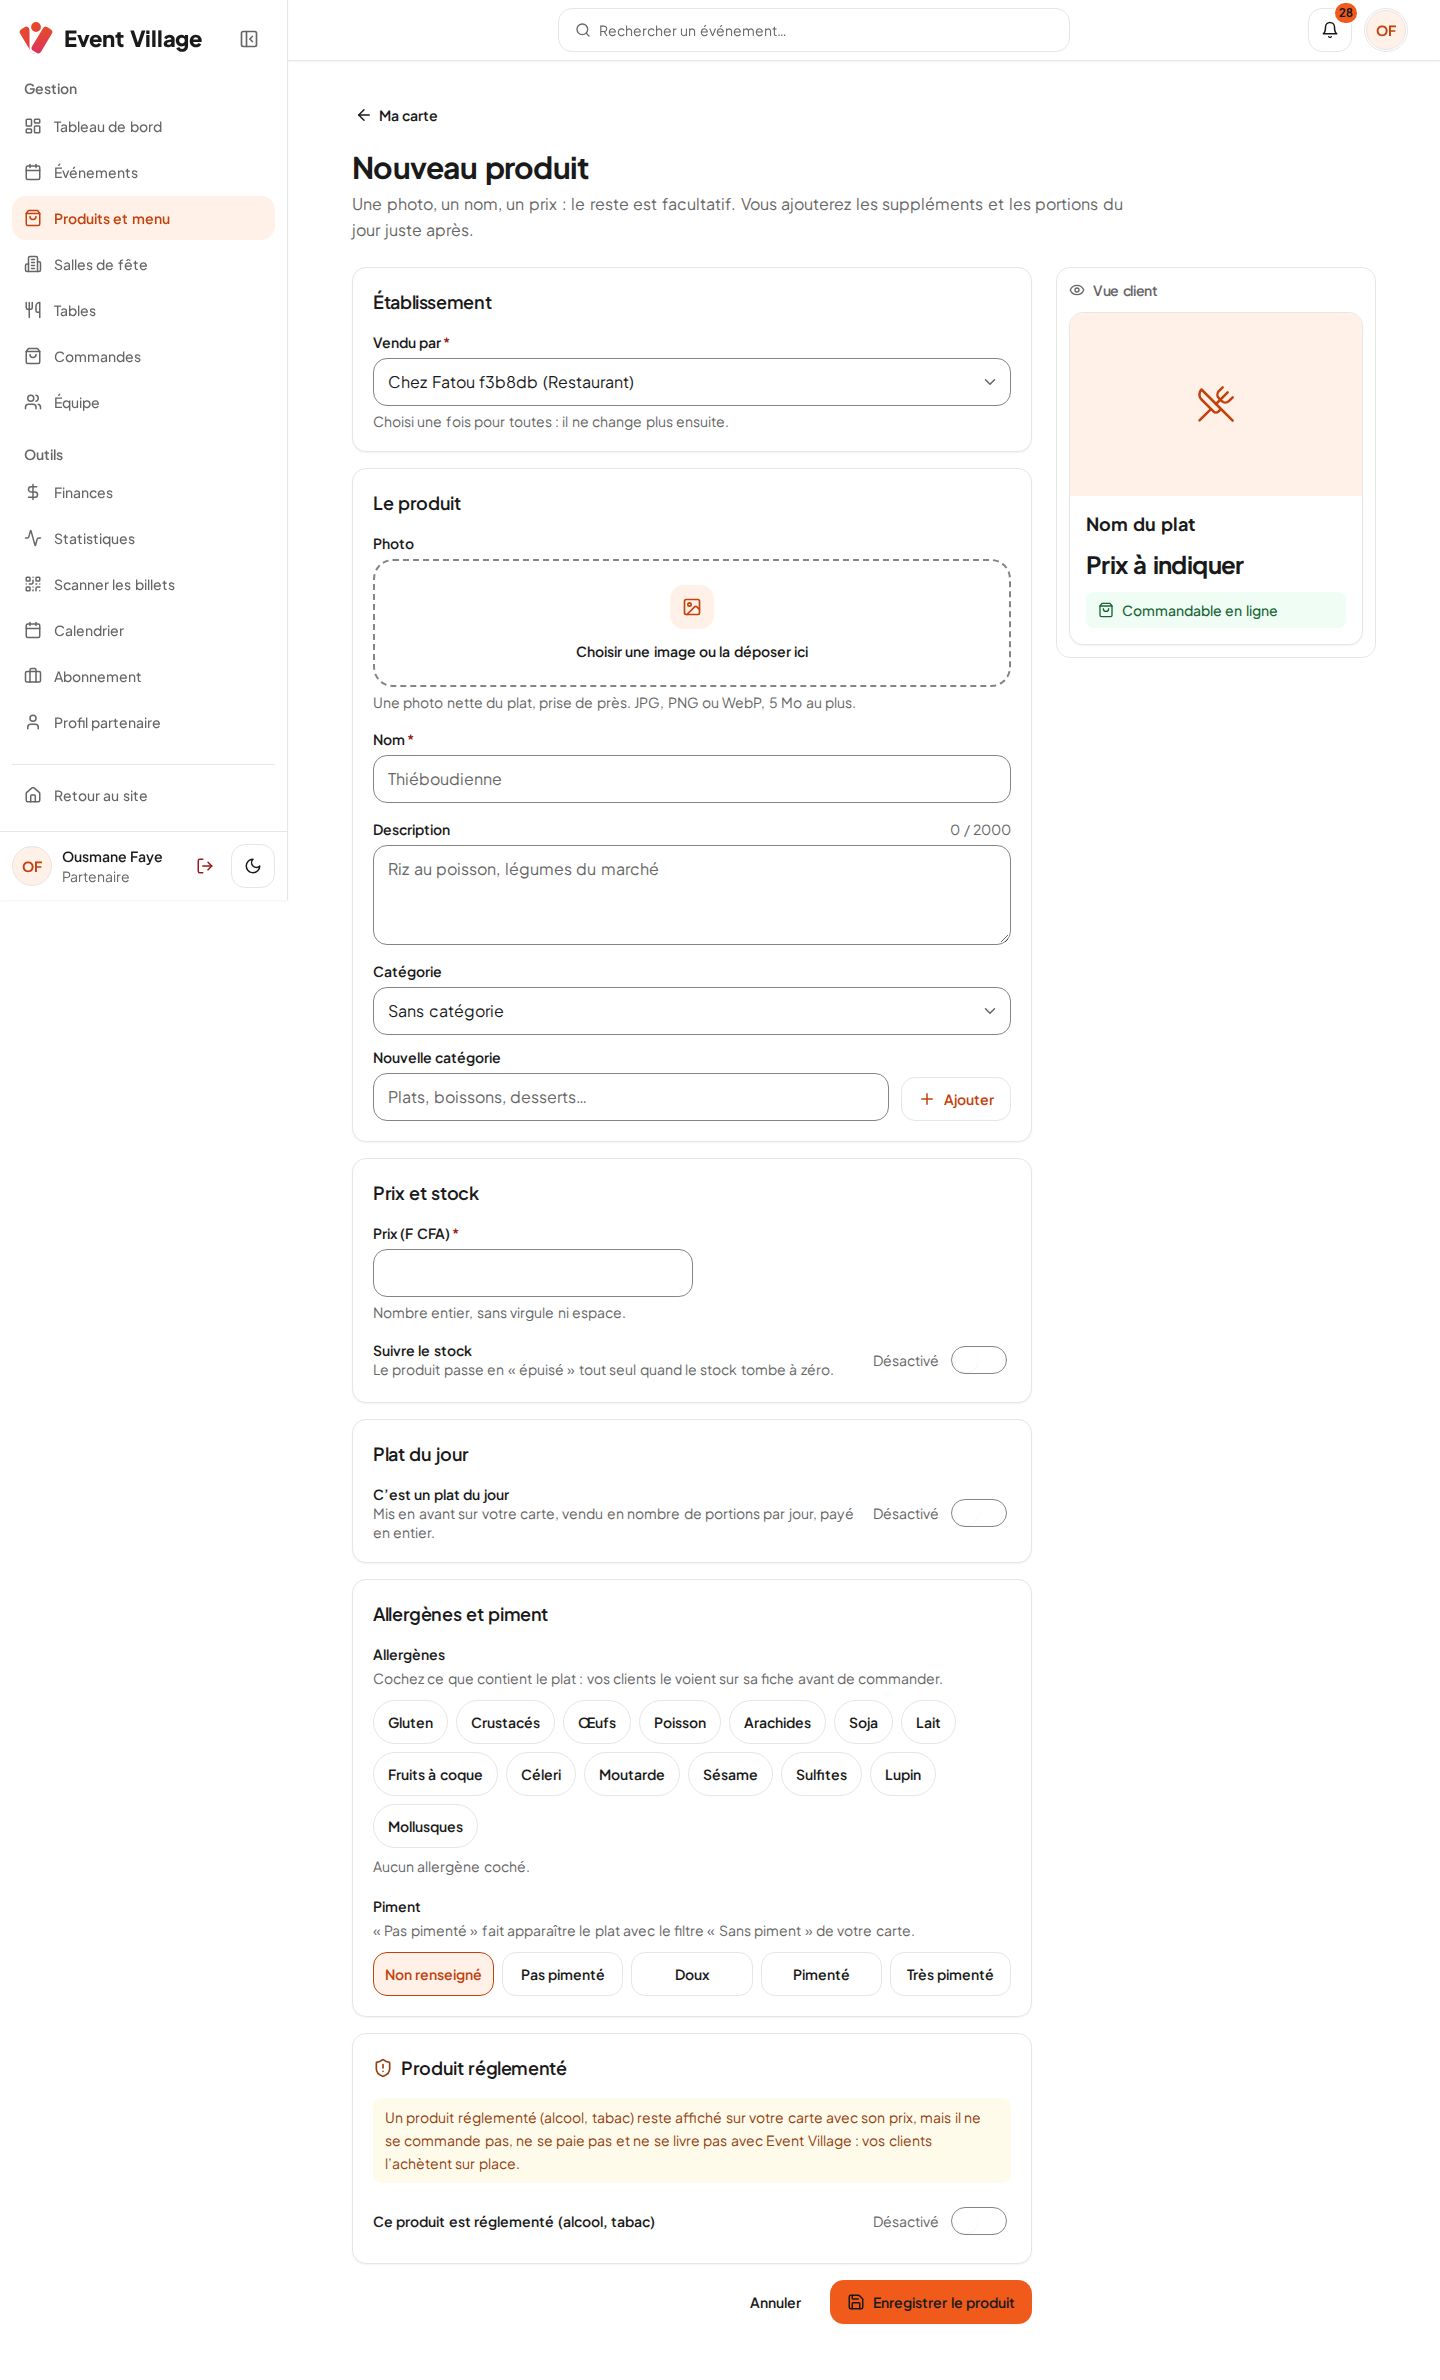 Event Village
Gestion
Tableau de bord
Événements
Produits et menu
Salles de fête
Tables
Commandes
Équipe
Outils
Finances
Statistiques
Scanner les billets
Calendrier
Abonnement
Profil partenaire
Retour au site
OF
Ousmane Faye
Partenaire
Rechercher un événement…
28
OF
Ma carte
Nouveau produit
Une photo, un nom, un prix : le reste est facultatif. Vous ajouterez les suppléments et les portions du
jour juste après.
Établissement
Vendu par *
Chez Fatou f3b8db (Restaurant)
Choisi une fois pour toutes : il ne change plus ensuite.
Le produit
Photo
Choisir une image ou la déposer ici
Une photo nette du plat, prise de près. JPG, PNG ou WebP, 5 Mo au plus.
Nom *
Thiéboudienne
Description
0 / 2000
Riz au poisson, légumes du marché
Catégorie
Sans catégorie
Nouvelle catégorie
Plats, boissons, desserts…
Ajouter
Prix et stock
Prix (F CFA) *
Nombre entier, sans virgule ni espace.
Suivre le stock
Le produit passe en « épuisé » tout seul quand le stock tombe à zéro.
Désactivé
Plat du jour
C’est un plat du jour
Mis en avant sur votre carte, vendu en nombre de portions par jour, payé
en entier.
Désactivé
Allergènes et piment
Allergènes
Cochez ce que contient le plat : vos clients le voient sur sa fiche avant de commander.
Gluten
Crustacés
Œufs
Poisson
Arachides
Soja
Lait
Fruits à coque
Céleri
Moutarde
Sésame
Sulfites
Lupin
Mollusques
Aucun allergène coché.
Piment
« Pas pimenté » fait apparaître le plat avec le filtre « Sans piment » de votre carte.
Non renseigné
Pas pimenté
Doux
Pimenté
Très pimenté
Produit réglementé
Un produit réglementé (alcool, tabac) reste affiché sur votre carte avec son prix, mais il ne
se commande pas, ne se paie pas et ne se livre pas avec Event Village : vos clients
l’achètent sur place.
Ce produit est réglementé (alcool, tabac)
Désactivé
Annuler
Enregistrer le produit
Vue client
Nom du plat
Prix à indiquer
Commandable en ligne